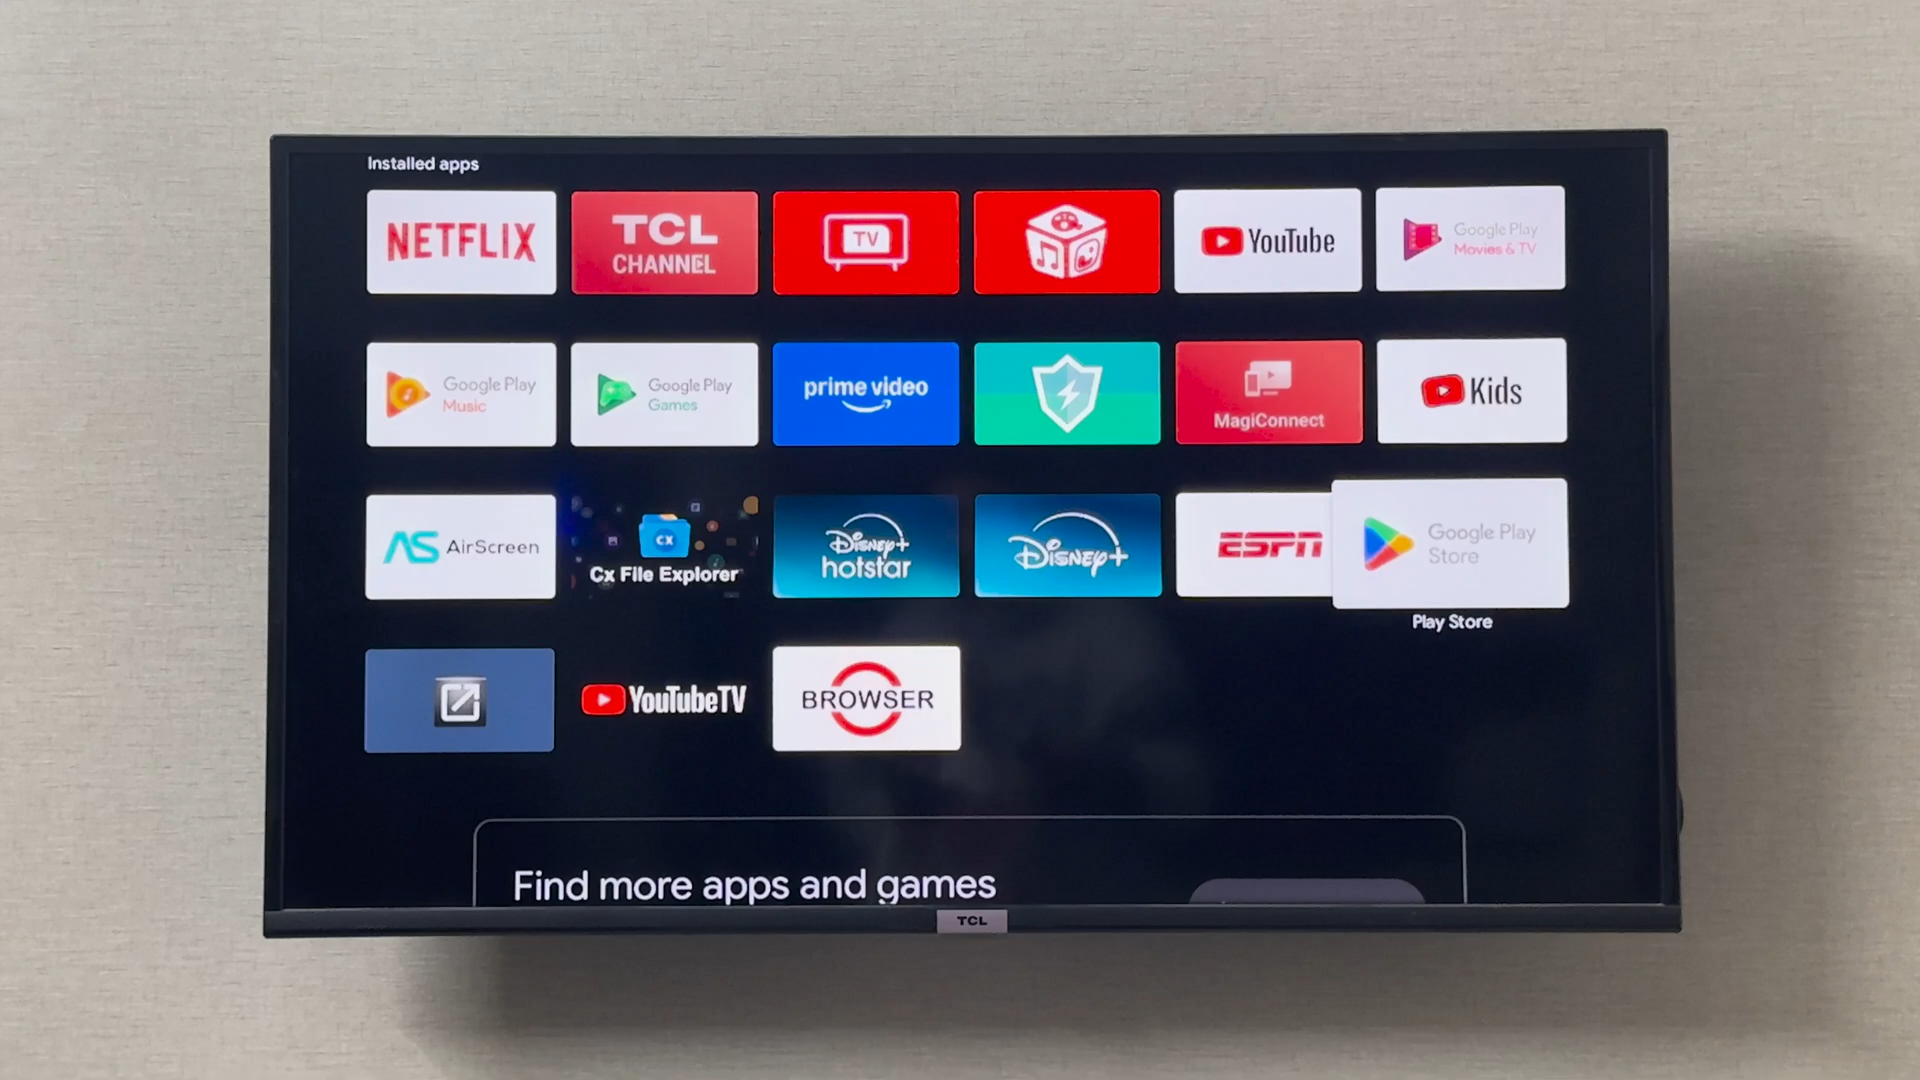 Installed apps
NETFLIX
TCL
CHANNEL
TV
YouTube
Google Play
Movies & TV
Google Play
Music
Google Play
Games
prime video
MagiConnect
Kids
AS AirScreen
CX
Cx File Explorer
Disney+
hotstar
Disney+
ESPN
Google Play
Store
Play Store
YouTubeTV
BROWSER
Find more apps and games
TCL